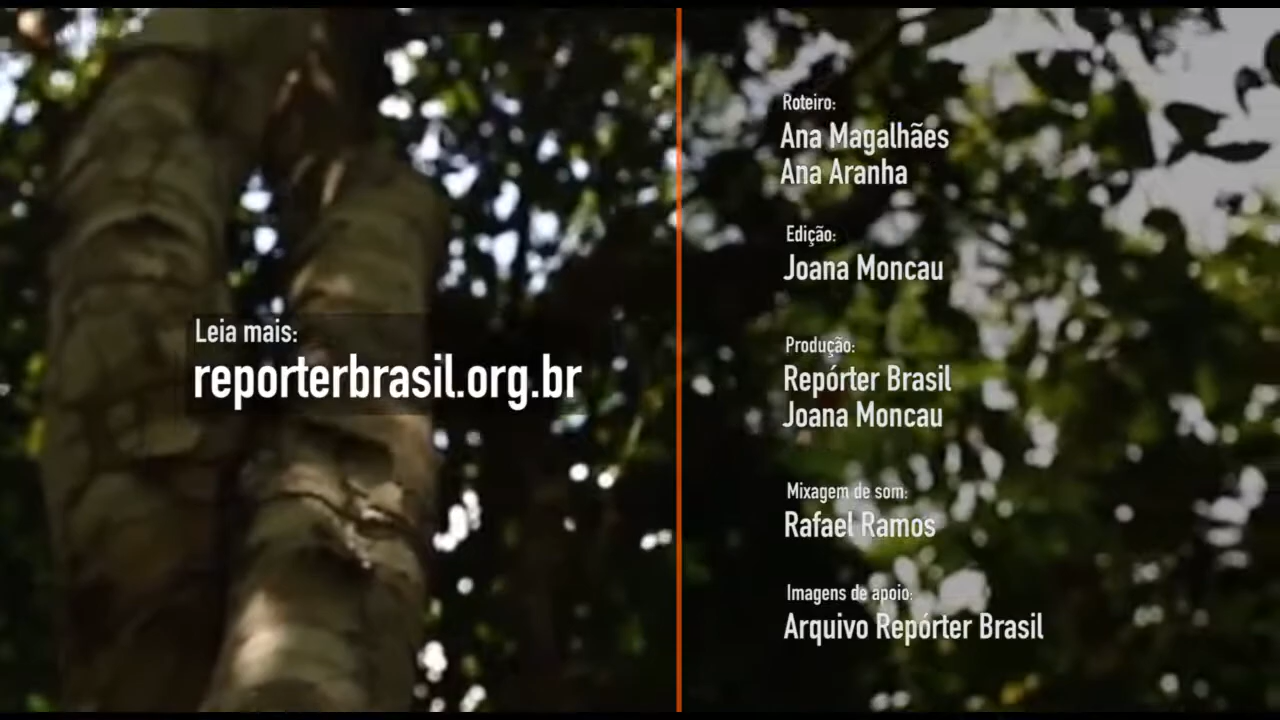 Leia mais:
reporterbrasil.org.br
Roteiro:
Ana Magalhães
Ana Aranha
Edição:
Joana Moncau
Produção:
Repórter Brasil
Joana Moncau
Mixagem de som:
Rafael Ramos
Imagens de apoio:
Arquivo Repórter Brasil